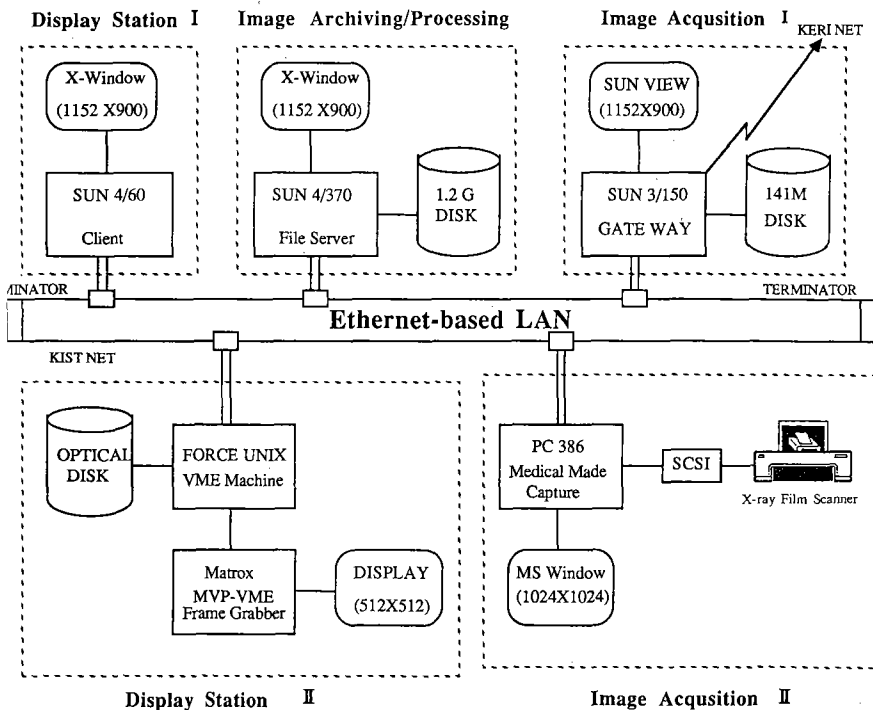 Display Station I
Image Archiving/Processing
Image Acqusition I
KERI NET
X-Window
(1152 X900)
X-Window
(1152 X900)
SUN VIEW
(1152X900)
SUN 4/60
Client
SUN 4/370
File Server
1.2 G
DISK
SUN 3/150
GATE WAY
141M
DISK
MINATOR
TERMINATOR
Ethernet-based LAN
KIST NET
OPTICAL
DISK
FORCE UNIX
VME Machine
PC 386
Medical Made
Capture
SCSI
X-ray Film Scanner
Matrox
MVP-VME
Frame Grabber
DISPLAY
(512X512)
MS Window
(1024X1024)
Display Station II
Image Acqusition II